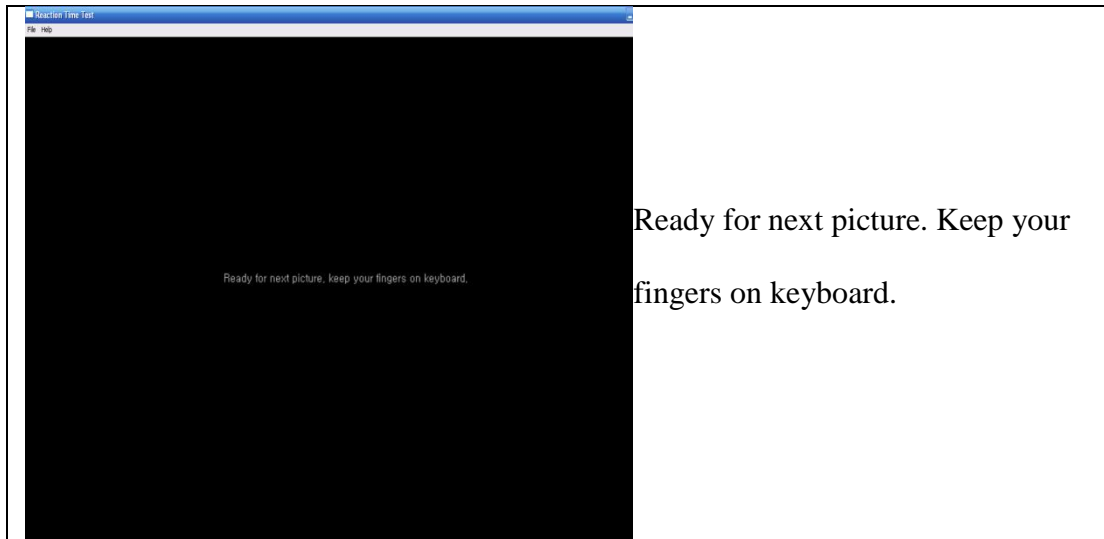 Reaction Time Test
File Help
Ready for next picture, keep your fingers on keyboard.
Ready for next picture. Keep your
fingers on keyboard.